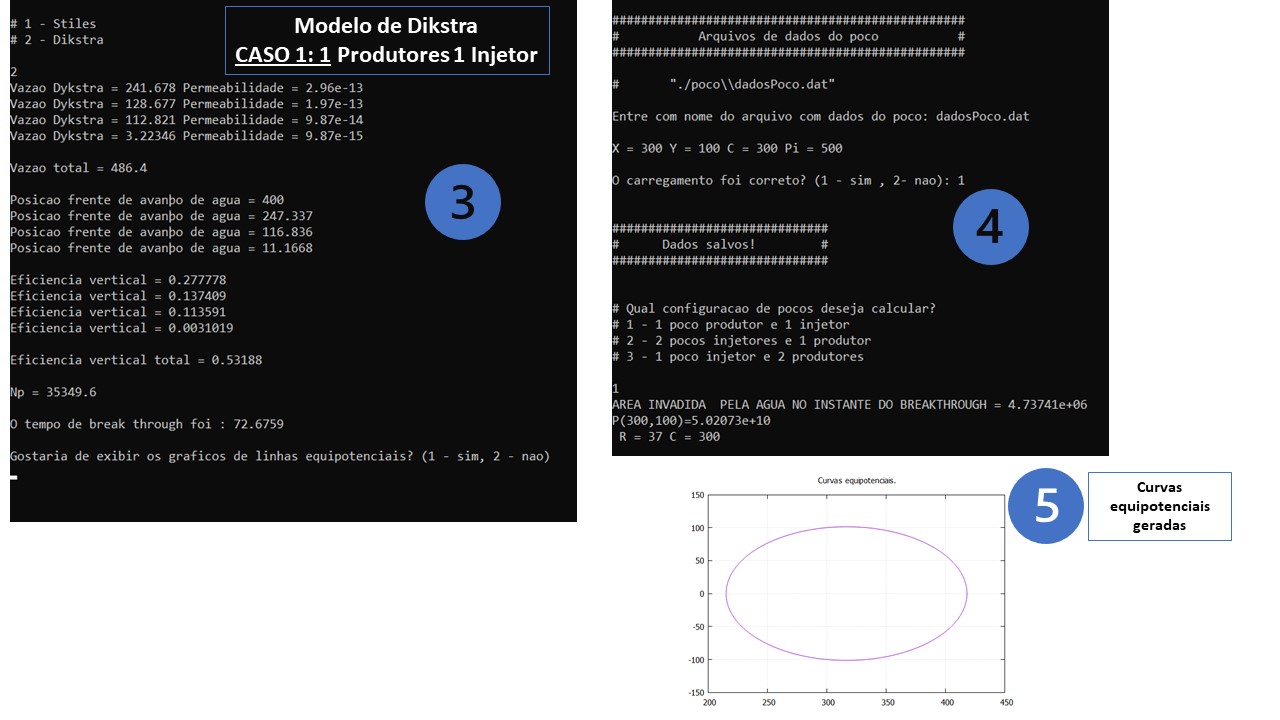 # 1 - Stiles
# 2 - Dikstra
Modelo de Dikstra
CASO 1: 1 Produtores 1 Injetor
2
Vazao Dykstra = 241.678 Permeabilidade = 2.96e-13
Vazao Dykstra = 128.677 Permeabilidade = 1.97e-13
Vazao Dykstra = 112.821 Permeabilidade = 9.87e-14
Vazao Dykstra = 3.22346 Permeabilidade = 9.87e-15
Vazao total = 486.4
Posicao frente de avanþo de agua = 400
Posicao frente de avanþo de agua = 247.337
Posicao frente de avanþo de agua = 116.836
Posicao frente de avanþo de agua = 11.1668
3
Eficiencia vertical = 0.277778
Eficiencia vertical = 0.137409
Eficiencia vertical = 0.113591
Eficiencia vertical = 0.0031019
Eficiencia vertical total = 0.53188
Np = 35349.6
O tempo de break through foi : 72.6759
Gostaria de exibir os graficos de linhas equipotenciais? (1 - sim, 2 - nao)
############################################
# Arquivos de dados do poco #
############################################
# "./poco\\dadosPoco.dat"
Entre com nome do arquivo com dados do poco: dadosPoco.dat
X = 300 Y = 100 C = 300 Pi = 500
O carregamento foi correto? (1 - sim , 2- nao): 1
4
###########################
# Dados salvos! #
###########################
# Qual configuracao de pocos deseja calcular?
# 1 - 1 poco produtor e 1 injetor
# 2 - 2 pocos injetores e 1 produtor
# 3 - 1 poco injetor e 2 produtores
1
AREA INVADIDA PELA AGUA NO INSTANTE DO BREAKTHROUGH = 4.73741e+06
P(300,100)=5.02073e+10
R = 37 C = 300
5
Curvas
equipotenciais
geradas
Curvas equipotenciais.
150
100
50
0
-50
-100
-150
200 250 300 350 400 450